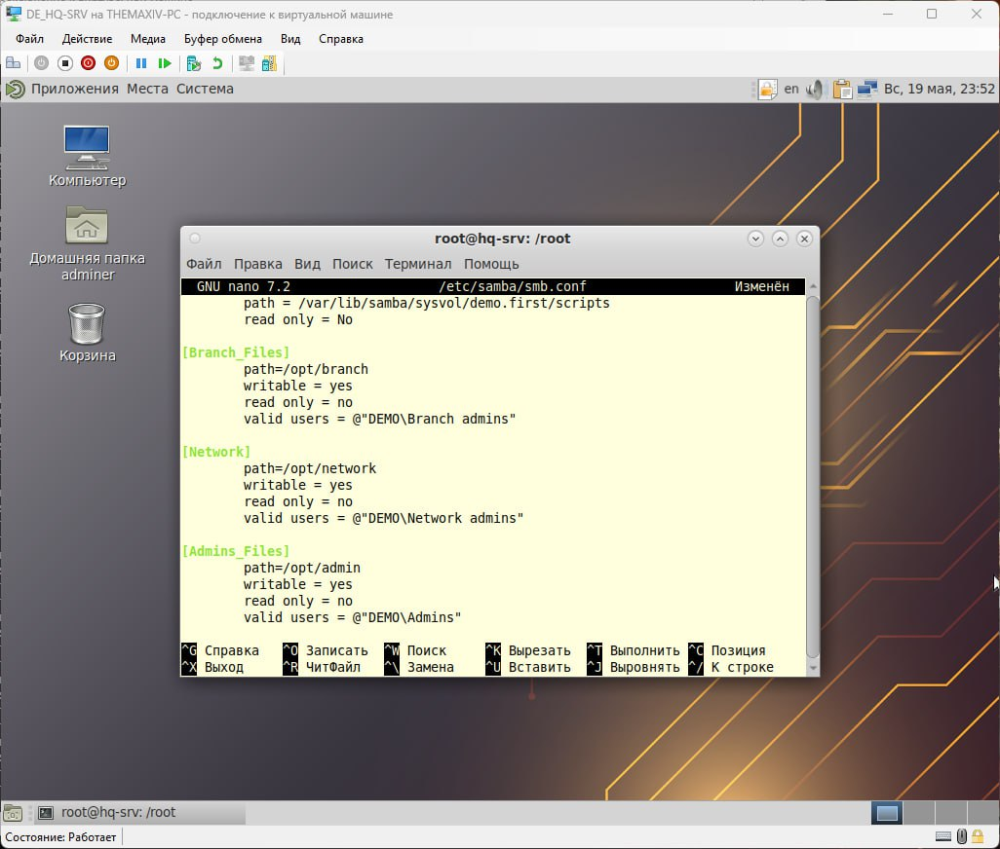 DE_HQ-SRV на THEMAXIV-PC - подключение к виртуальной машине
Файл Действие Медиа Буфер обмена Вид Справка
Приложения Места Система en Вс, 19 мая, 23:52
Компьютер
Домашняя папка
adminer
Корзина
root@hq-srv: /root
Файл Правка Вид Поиск Терминал Помощь
GNU nano 7.2 /etc/samba/smb.conf Изменён
path = /var/lib/samba/sysvol/demo.first/scripts
read only = No
[Branch_Files]
path=/opt/branch
writable = yes
read only = no
valid users = @"DEMO\Branch admins"
[Network]
path=/opt/network
writable = yes
read only = no
valid users = @"DEMO\Network admins"
[Admins_Files]
path=/opt/admin
writable = yes
read only = no
valid users = @"DEMO\Admins"
^G Справка ^O Записать ^W Поиск ^K Вырезать ^T Выполнить ^C Позиция
^X Выход ^R ЧитФайл ^\ Замена ^U Вставить ^J Выровнять ^/ К строке
root@hq-srv: /root
Состояние: Работает